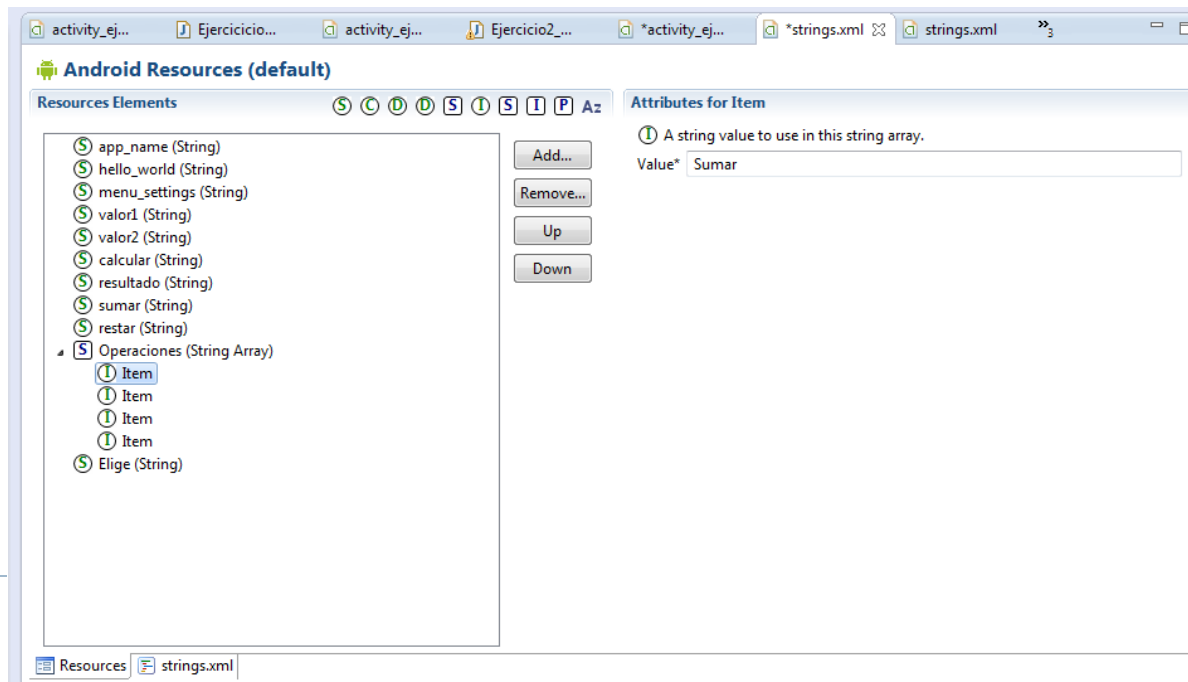 activity_ej... Ejercicicio... activity_ej... Ejercicio2_... *activity_ej... *strings.xml strings.xml »3
Android Resources (default)
Resources Elements S C D D S I S I P Az
Attributes for Item
S app_name (String)
S hello_world (String)
S menu_settings (String)
S valor1 (String)
S valor2 (String)
S calcular (String)
S resultado (String)
S sumar (String)
S restar (String)
S Operaciones (String Array)
I Item
I Item
I Item
I Item
S Elige (String)
Add...
Remove...
Up
Down
I A string value to use in this string array.
Value* Sumar
Resources strings.xml